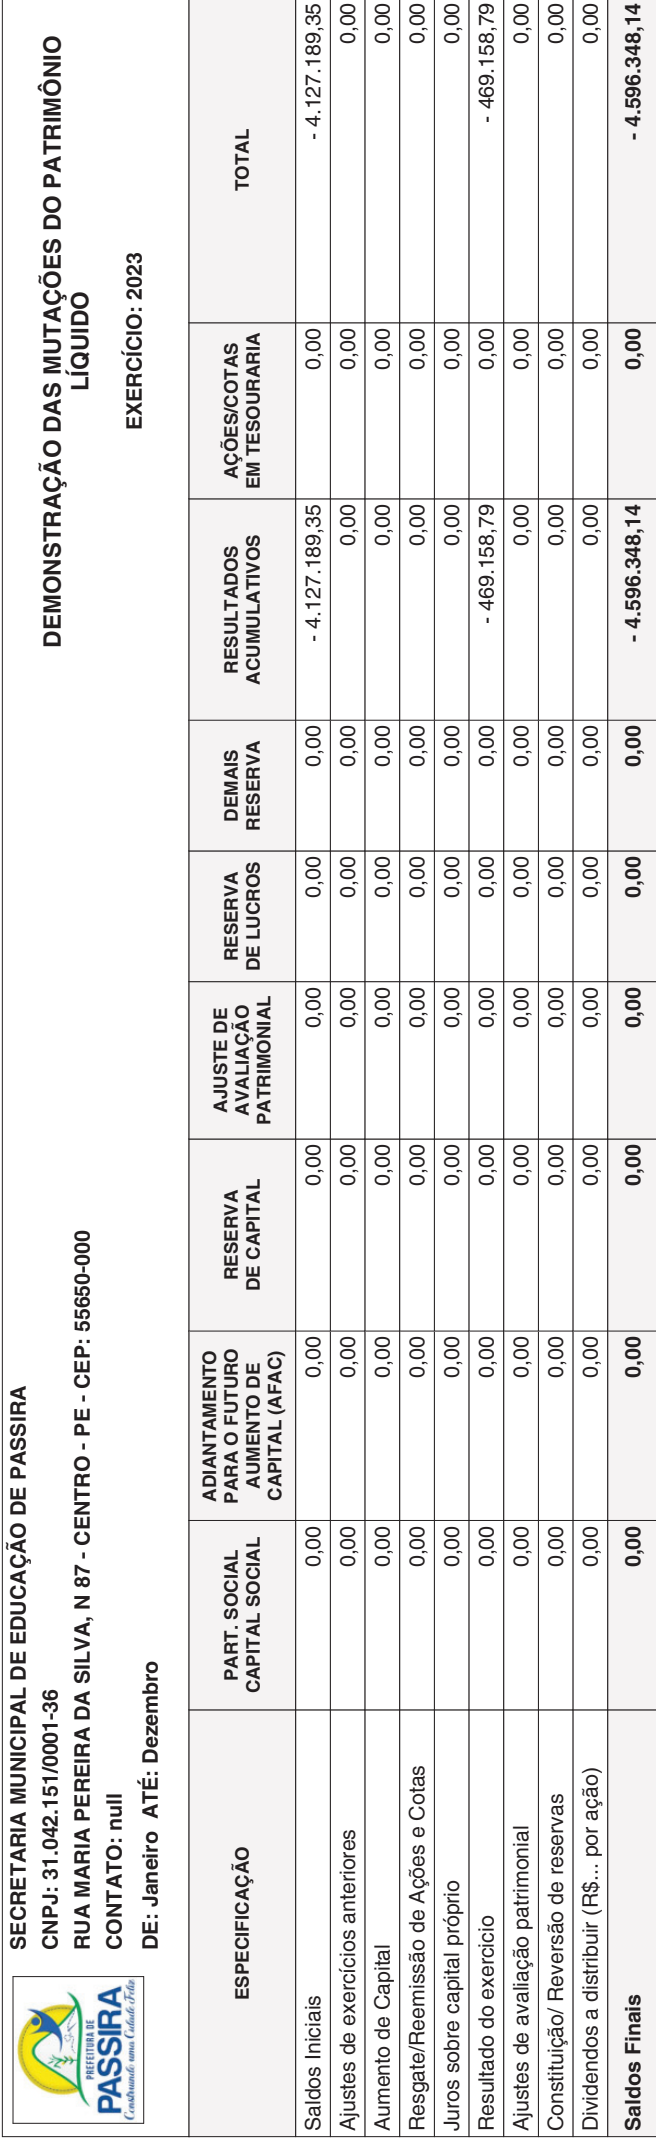 PREFEITURA DE
PASSIRA
Construindo uma Cidade Feliz
SECRETARIA MUNICIPAL DE EDUCAÇÃO DE PASSIRA
CNPJ: 31.042.151/0001-36
RUA MARIA PEREIRA DA SILVA, N 87 - CENTRO - PE - CEP: 55650-000
CONTATO: null
DE: Janeiro ATÉ: Dezembro
DEMONSTRAÇÃO DAS MUTAÇÕES DO PATRIMÔNIO
LÍQUIDO
EXERCÍCIO: 2023
ESPECIFICAÇÃO
PART. SOCIAL
CAPITAL SOCIAL
ADIANTAMENTO
PARA O FUTURO
AUMENTO DE
CAPITAL (AFAC)
RESERVA
DE CAPITAL
AJUSTE DE
AVALIAÇÃO
PATRIMONIAL
RESERVA
DE LUCROS
DEMAIS
RESERVA
RESULTADOS
ACUMULATIVOS
AÇÕES/COTAS
EM TESOURARIA
TOTAL
Saldos Iniciais 0,00 0,00 0,00 0,00 0,00 0,00 - 4.127.189,35 0,00 - 4.127.189,35
Ajustes de exercícios anteriores 0,00 0,00 0,00 0,00 0,00 0,00 0,00 0,00 0,00
Aumento de Capital 0,00 0,00 0,00 0,00 0,00 0,00 0,00 0,00 0,00
Resgate/Reemissão de Ações e Cotas 0,00 0,00 0,00 0,00 0,00 0,00 0,00 0,00 0,00
Juros sobre capital próprio 0,00 0,00 0,00 0,00 0,00 0,00 0,00 0,00 0,00
Resultado do exercicio 0,00 0,00 0,00 0,00 0,00 0,00 - 469.158,79 0,00 - 469.158,79
Ajustes de avaliação patrimonial 0,00 0,00 0,00 0,00 0,00 0,00 0,00 0,00 0,00
Constituição/ Reversão de reservas 0,00 0,00 0,00 0,00 0,00 0,00 0,00 0,00 0,00
Dividendos a distribuir (R$... por ação) 0,00 0,00 0,00 0,00 0,00 0,00 0,00 0,00 0,00
Saldos Finais 0,00 0,00 0,00 0,00 0,00 0,00 - 4.596.348,14 0,00 - 4.596.348,14